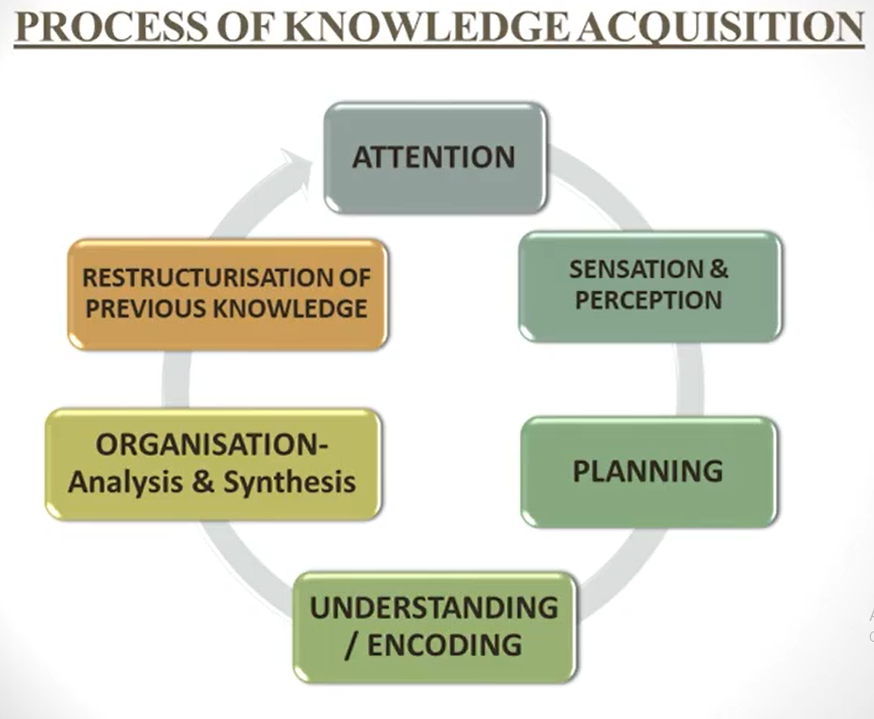 PROCESS OF KNOWLEDGE ACQUISITION
ATTENTION
SENSATION &
PERCEPTION
PLANNING
UNDERSTANDING
/ ENCODING
ORGANISATION-
Analysis & Synthesis
RESTRUCTURISATION OF
PREVIOUS KNOWLEDGE